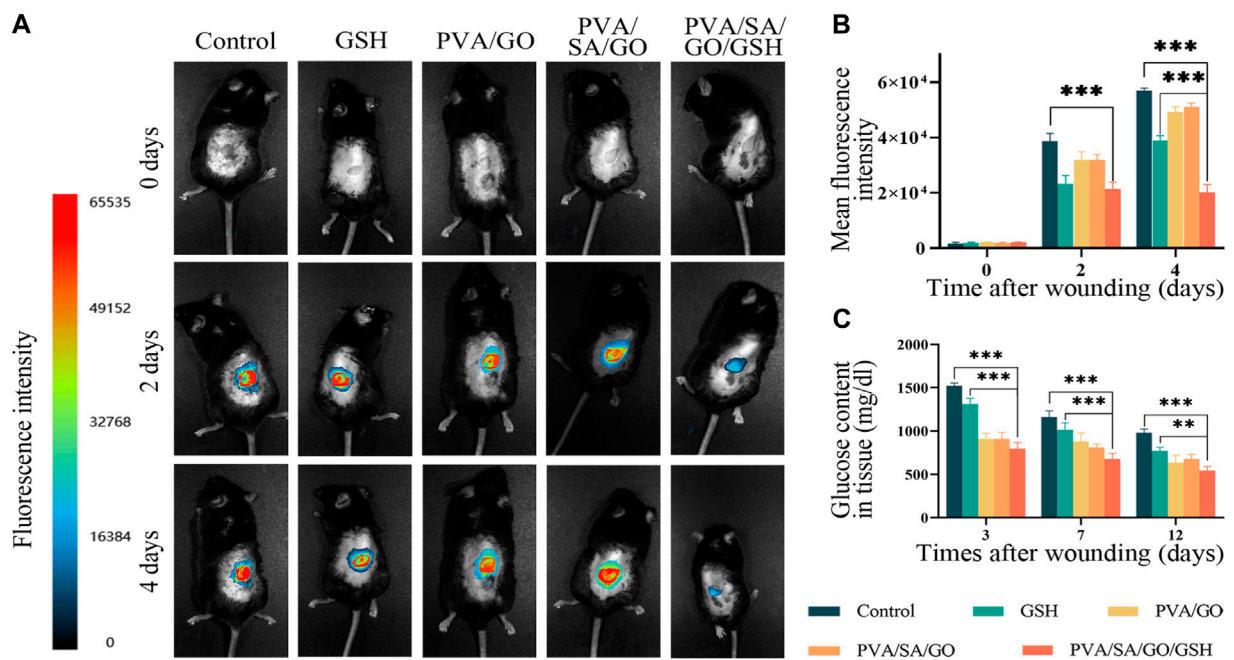 A
Control
GSH
PVA/GO
PVA/
SA/GO
PVA/SA/
GO/GSH
0 days
2 days
4 days
Fluorescence intensity
65535
49152
32768
16384
0
B
Mean fluorescence
intensity
6×10⁴
4×10⁴
2×10⁴
0
***
***
***
0
2
4
Time after wounding (days)
C
Glucose content
in tissue (mg/dl)
2000
1500
1000
500
0
***
***
***
***
***
**
3
7
12
Times after wounding (days)
Control
GSH
PVA/GO
PVA/SA/GO
PVA/SA/GO/GSH